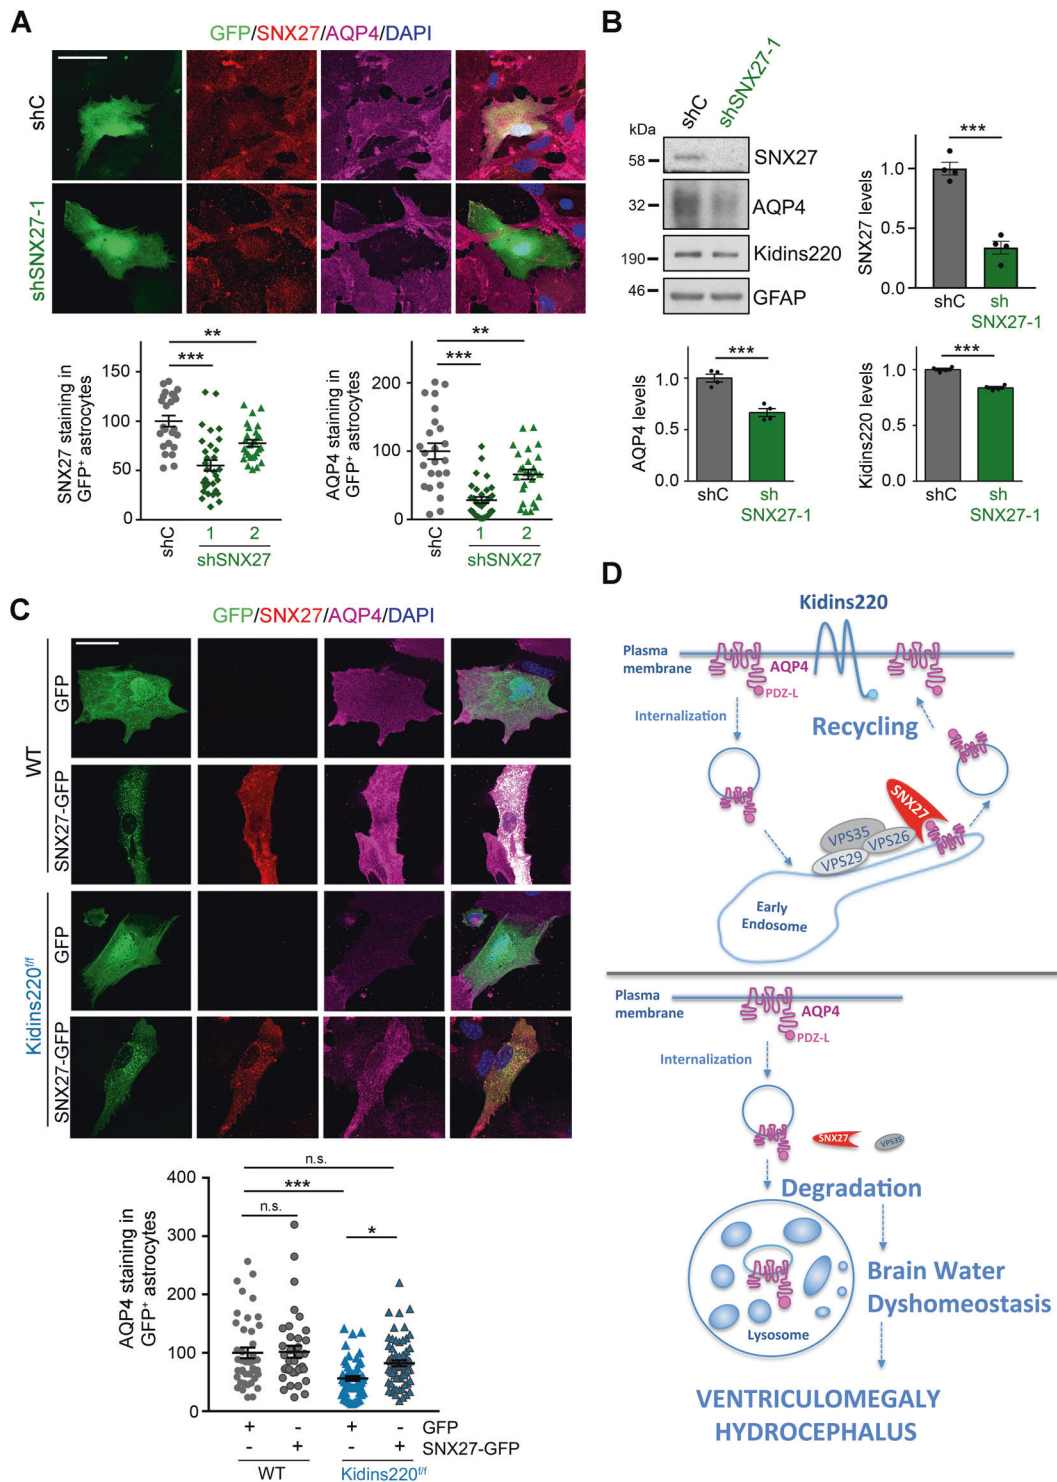 A
GFP/SNX27/AQP4/DAPI
shC
shSNX27-1
SNX27 staining in
GFP⁺ astrocytes
150
100
50
0
***
**
shC
1
2
shSNX27
AQP4 staining in
GFP⁺ astrocytes
200
100
0
***
**
shC
1
2
shSNX27
B
shC
shSNX27-1
kDa
58
SNX27
32
AQP4
190
Kidins220
46
GFAP
SNX27 levels
1.0
0.5
0.0
***
shC
sh
SNX27-1
AQP4 levels
1.0
0.5
0.0
***
shC
sh
SNX27-1
Kidins220 levels
1.0
0.5
0.0
***
shC
sh
SNX27-1
C
GFP/SNX27/AQP4/DAPI
WT
GFP
SNX27-GFP
Kidins220f/f
GFP
SNX27-GFP
AQP4 staining in
GFP⁺ astrocytes
400
300
200
100
0
n.s.
***
n.s.
*
+ - + - GFP
- + - + SNX27-GFP
WT
Kidins220f/f
D
Kidins220
Plasma
membrane
AQP4
PDZ-L
Internalization
Recycling
SNX27
VPS35
VPS26
VPS29
Early
Endosome
Plasma
membrane
AQP4
PDZ-L
Internalization
SNX27
VPS35
Degradation
Brain Water
Dyshomeostasis
Lysosome
VENTRICULOMEGALY
HYDROCEPHALUS